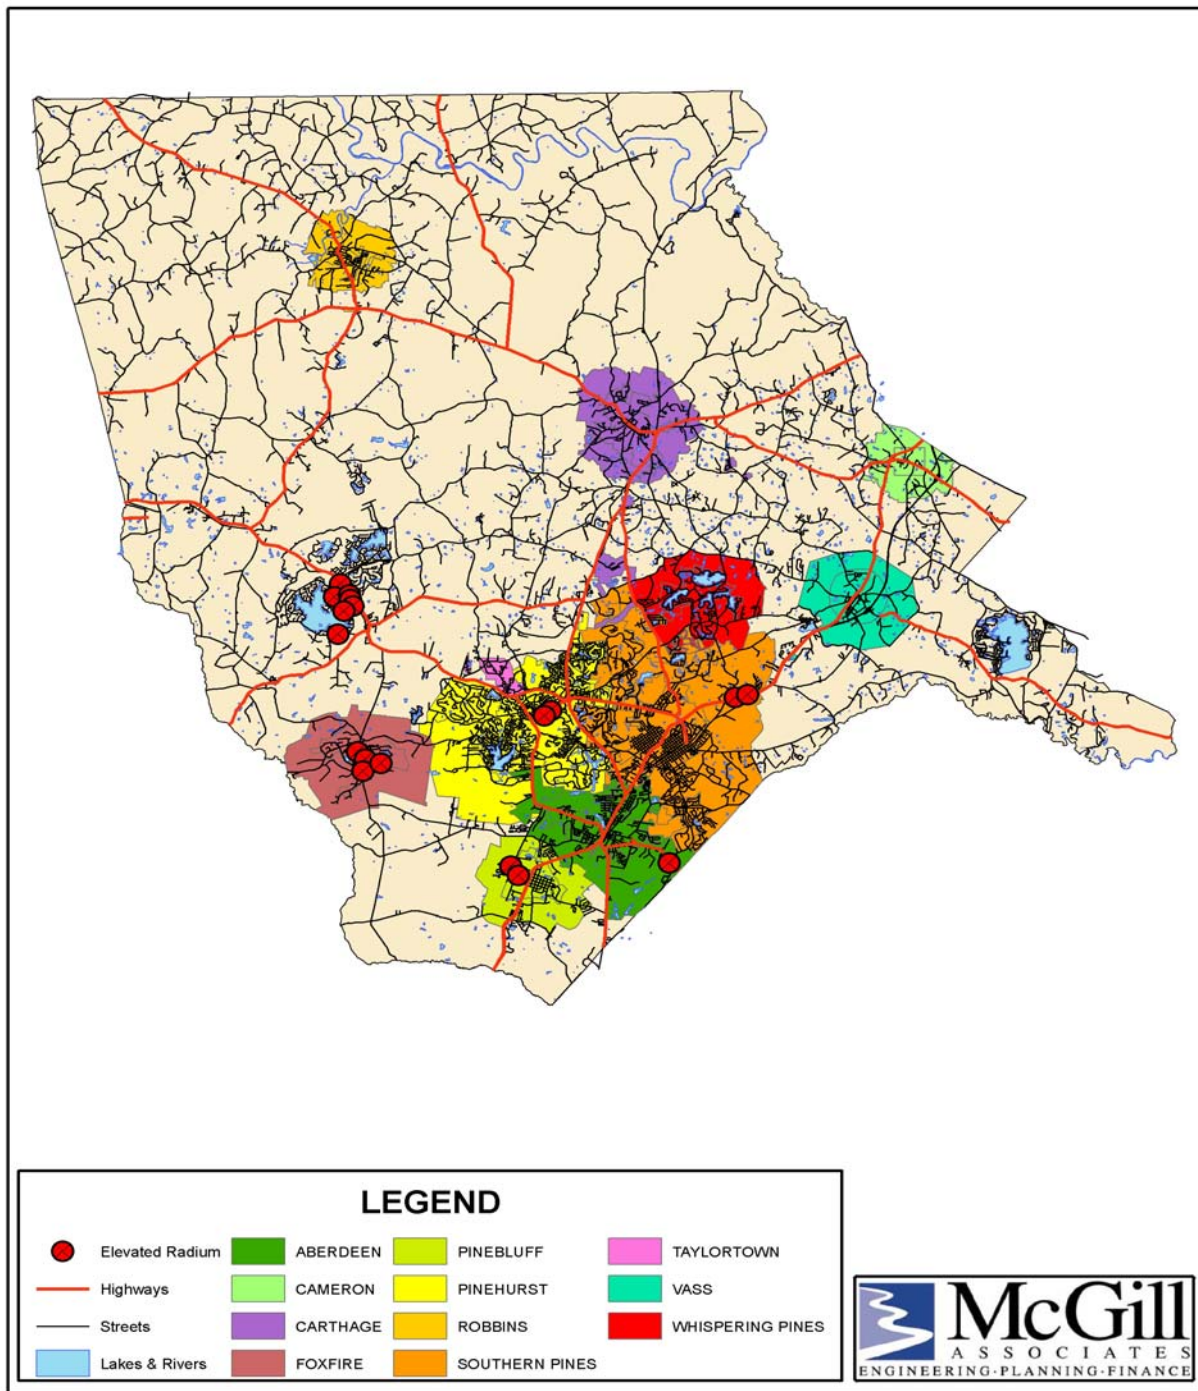 LEGEND
Elevated Radium
Highways
Streets
Lakes & Rivers
ABERDEEN
CAMERON
CARTHAGE
FOXFIRE
PINEBLUFF
PINEHURST
ROBBINS
SOUTHERN PINES
TAYLORTOWN
VASS
WHISPERING PINES
McGill
ASSOCIATES
ENGINEERING·PLANNING·FINANCE